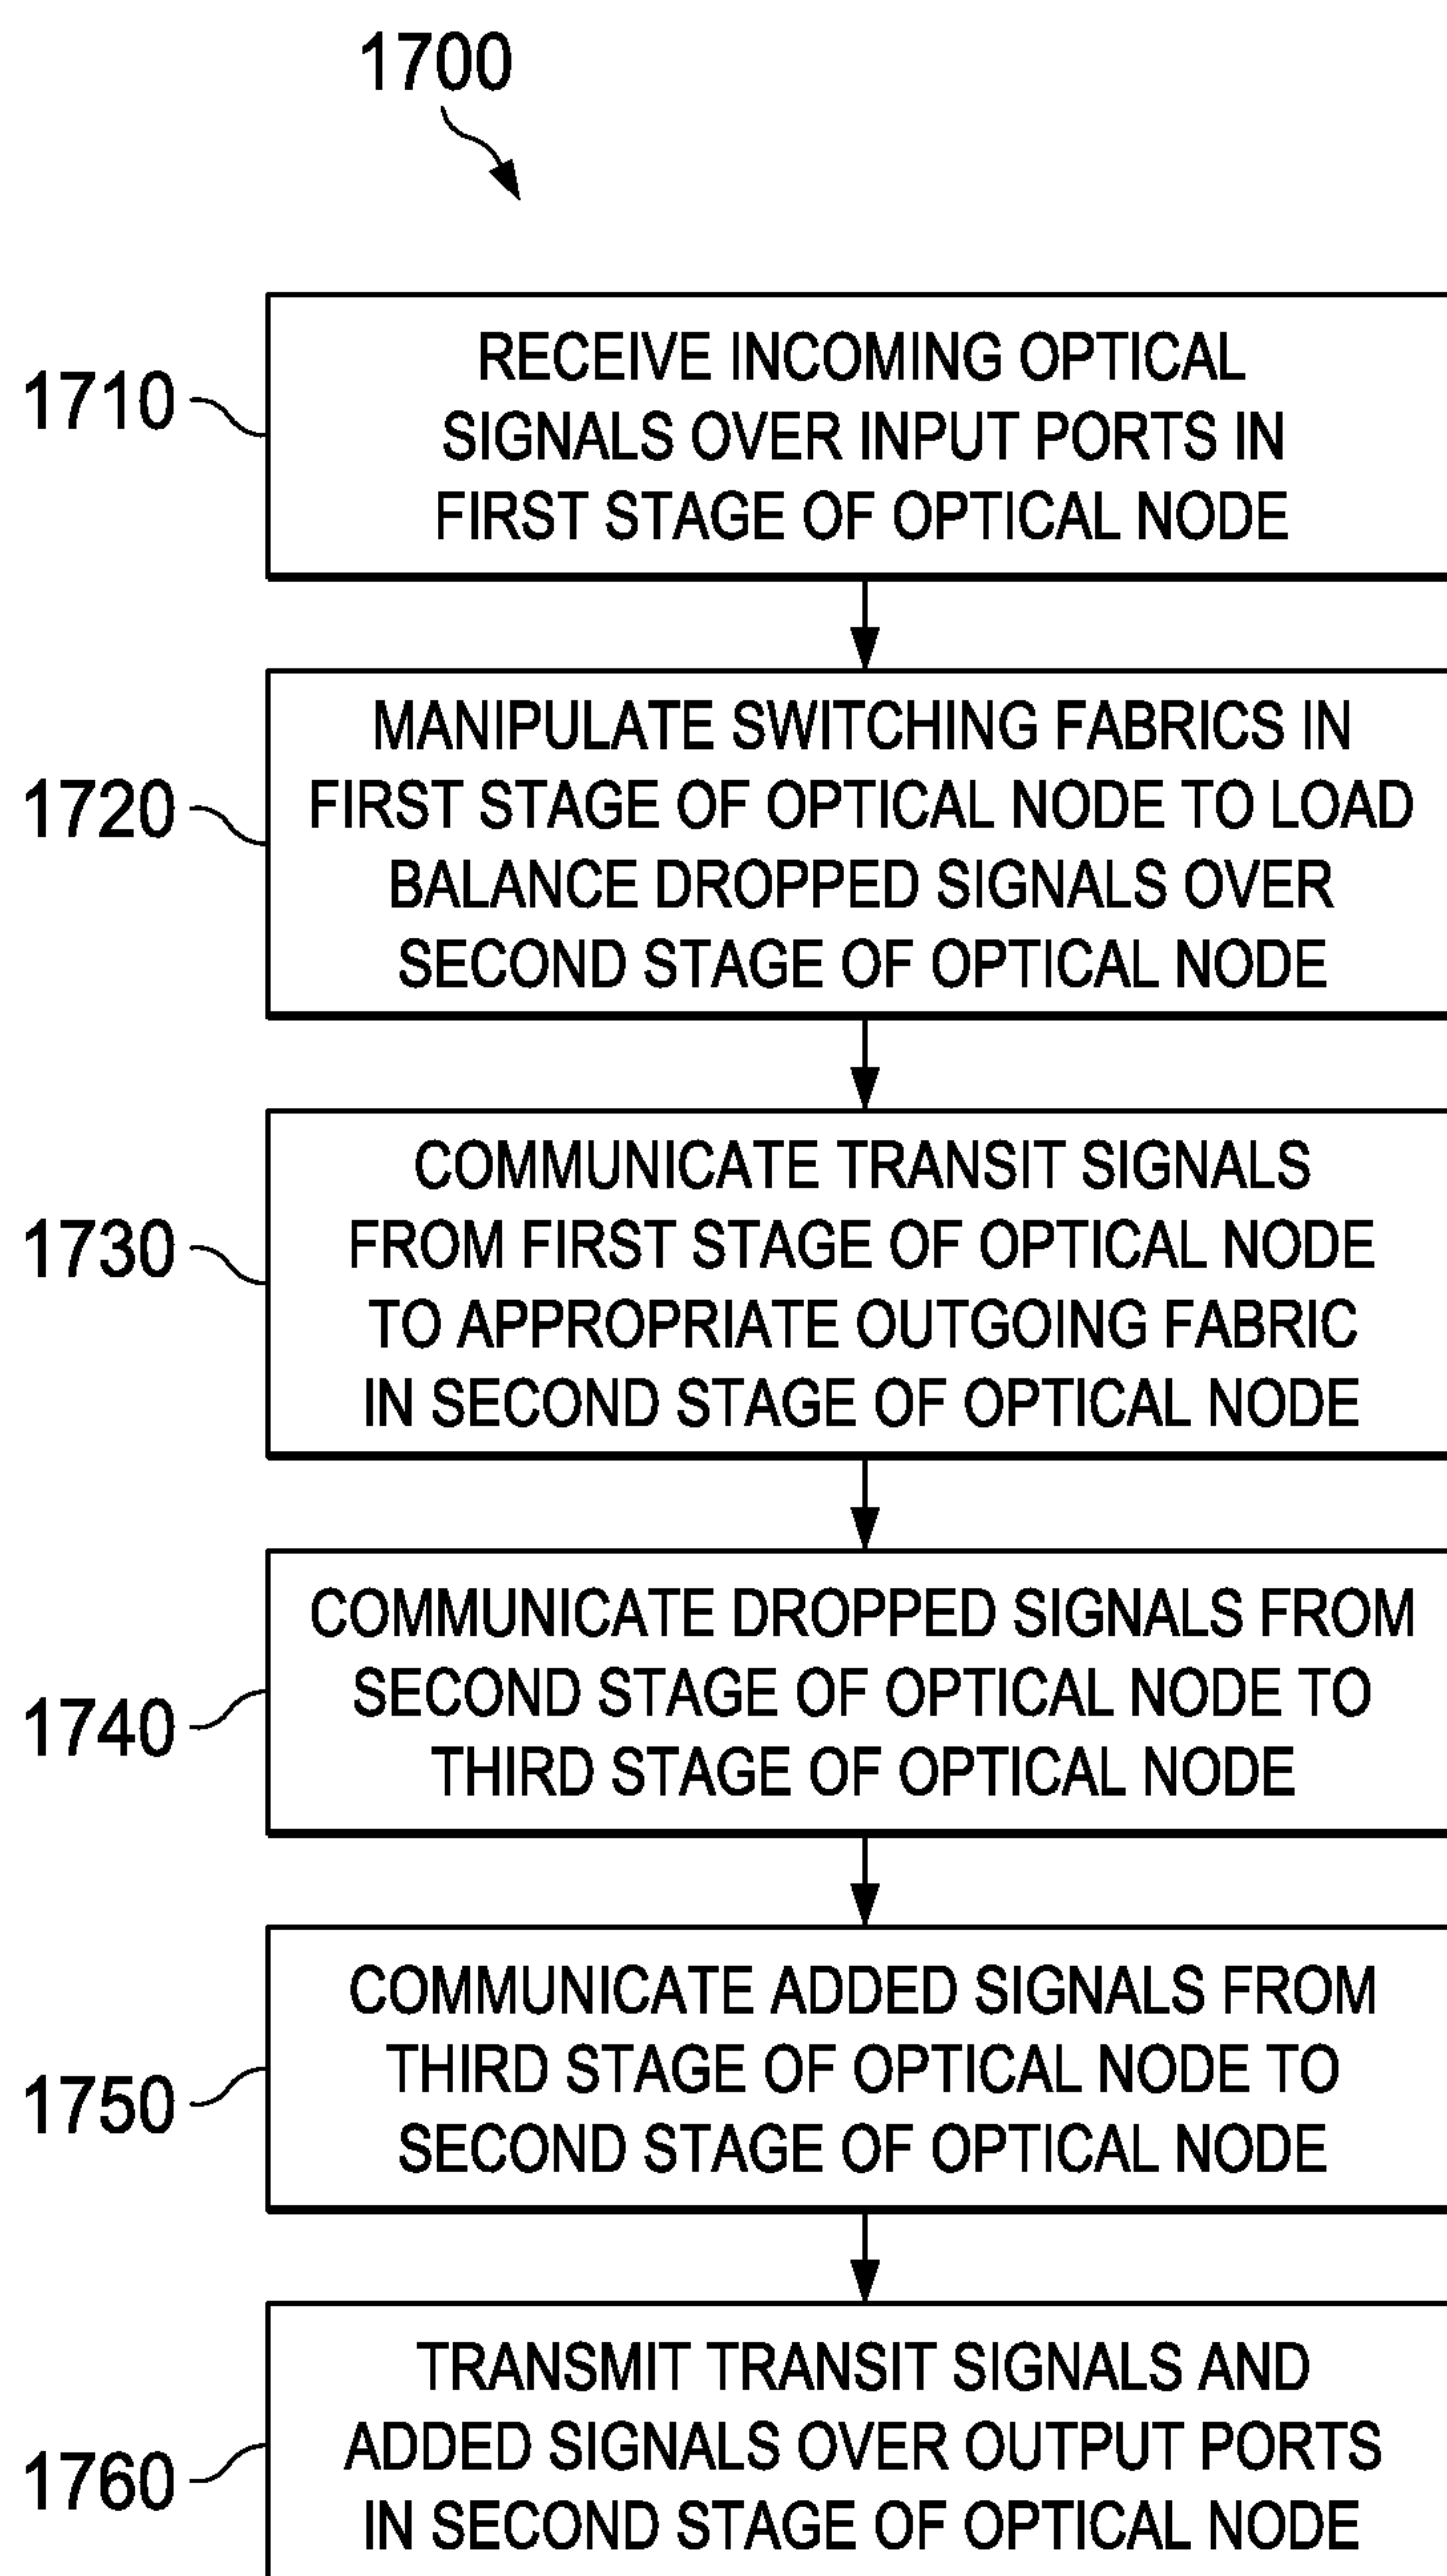 1700
1710
RECEIVE INCOMING OPTICAL
SIGNALS OVER INPUT PORTS IN
FIRST STAGE OF OPTICAL NODE
1720
MANIPULATE SWITCHING FABRICS IN
FIRST STAGE OF OPTICAL NODE TO LOAD
BALANCE DROPPED SIGNALS OVER
SECOND STAGE OF OPTICAL NODE
1730
COMMUNICATE TRANSIT SIGNALS
FROM FIRST STAGE OF OPTICAL NODE
TO APPROPRIATE OUTGOING FABRIC
IN SECOND STAGE OF OPTICAL NODE
1740
COMMUNICATE DROPPED SIGNALS FROM
SECOND STAGE OF OPTICAL NODE TO
THIRD STAGE OF OPTICAL NODE
1750
COMMUNICATE ADDED SIGNALS FROM
THIRD STAGE OF OPTICAL NODE TO
SECOND STAGE OF OPTICAL NODE
1760
TRANSMIT TRANSIT SIGNALS AND
ADDED SIGNALS OVER OUTPUT PORTS
IN SECOND STAGE OF OPTICAL NODE